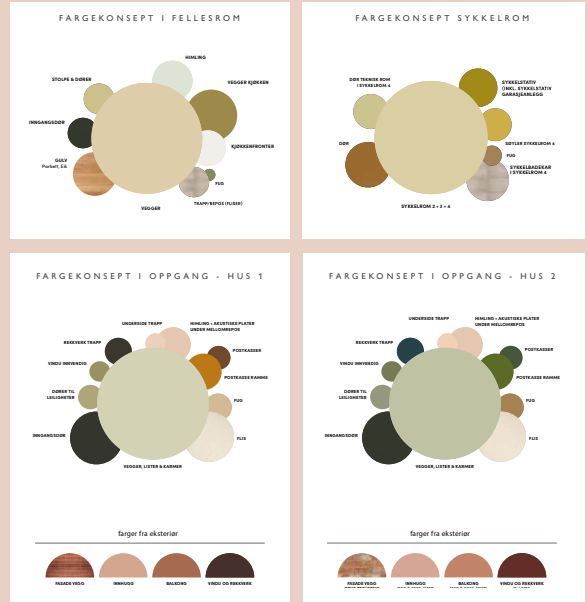 FARGEKONSEPT I FELLESROM
HIMLING
STOLPE & DØRER
VEGGER KJØKKEN
INNGANGSDØR
KJØKKENFRONTER
GULV
Parkett, Eik
FUG
TRAPP/REPOS (FLISER)
VEGGER
FARGEKONSEPT SYKKELROM
DØR TEKNISK ROM
I SYKKELROM 4
SYKKELSTATIV
(INKL. SYKKELSTATIV
GARASJEANLEGG
SØYLER SYKKELROM 4
DØR
FUG
SYKKELBADEKAR
I SYKKELROM 4
SYKKELROM 2 + 3 + 4
FARGEKONSEPT I OPPGANG - HUS 1
UNDERSIDE TRAPP
HIMLING + AKUSTISKE PLATER
UNDER MELLOMREPOS
REKKVERK TRAPP
POSTKASSER
VINDU INNVENDIG
POSTKASSE RAMME
DØRER TIL
LEILIGHETER
FUG
INNGANGSDØR
FLIS
VEGGER, LISTER & KARMER
farger fra eksteriør
FASADE VEGG
INNHUGG
BALKONG
VINDU OG REKKVERK
FARGEKONSEPT I OPPGANG - HUS 2
UNDERSIDE TRAPP
HIMLING + AKUSTISKE PLATER
UNDER MELLOMREPOS
REKKVERK TRAPP
POSTKASSER
VINDU INNVENDIG
POSTKASSE RAMME
DØRER TIL
LEILIGHETER
FUG
INNGANGSDØR
FLIS
VEGGER, LISTER & KARMER
farger fra eksteriør
FASADE VEGG
INNHUGG
BALKONG
VINDU OG REKKVERK